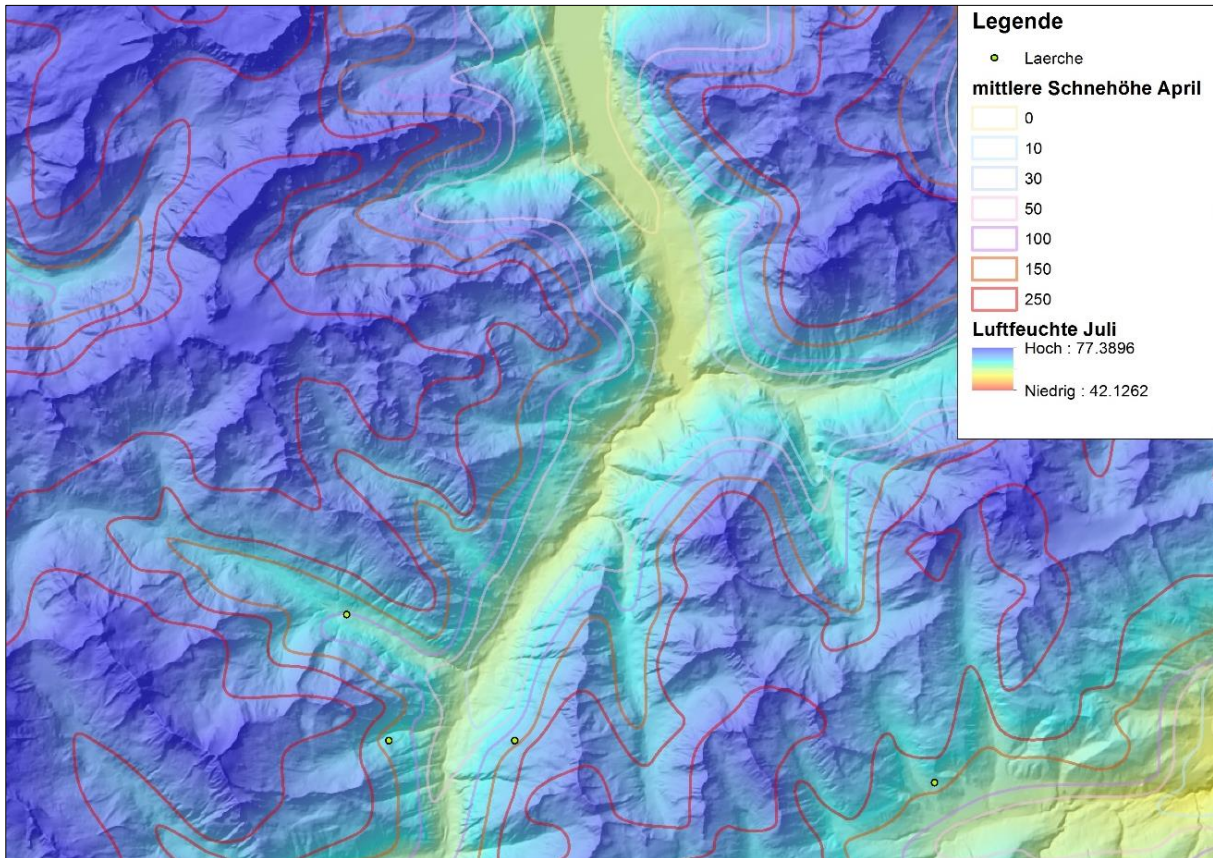 Legende
Laerche
mittlere Schnehöhe April
0
10
30
50
100
150
250
Luftfeuchte Juli
Hoch : 77.3896
Niedrig : 42.1262